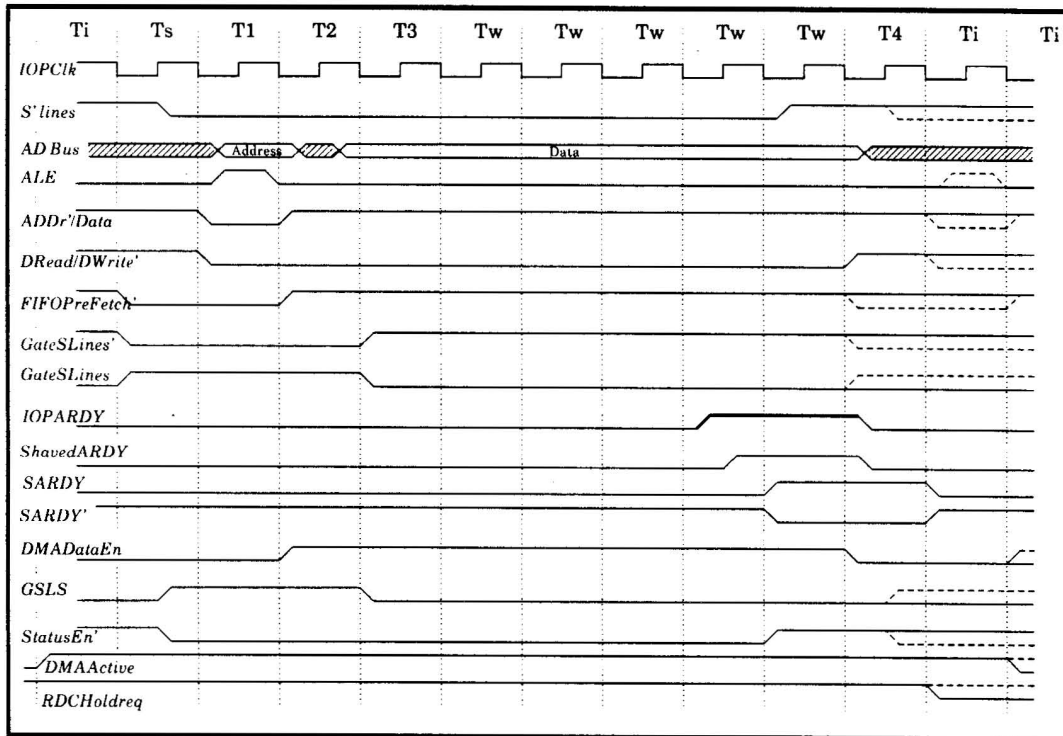 Ti Ts T1 T2 T3 Tw Tw Tw Tw Tw T4 Ti Ti
IOPClk
S' lines
AD Bus Address Data
ALE
ADDr'/Data
DRead/DWrite'
FIFOPreFetch'
GateSLines'
GateSLines
IOPARDY
ShavedARDY
SARDY
SARDY'
DMADataEn
GSLS
StatusEn'
DMAActive
RDCHoldreq